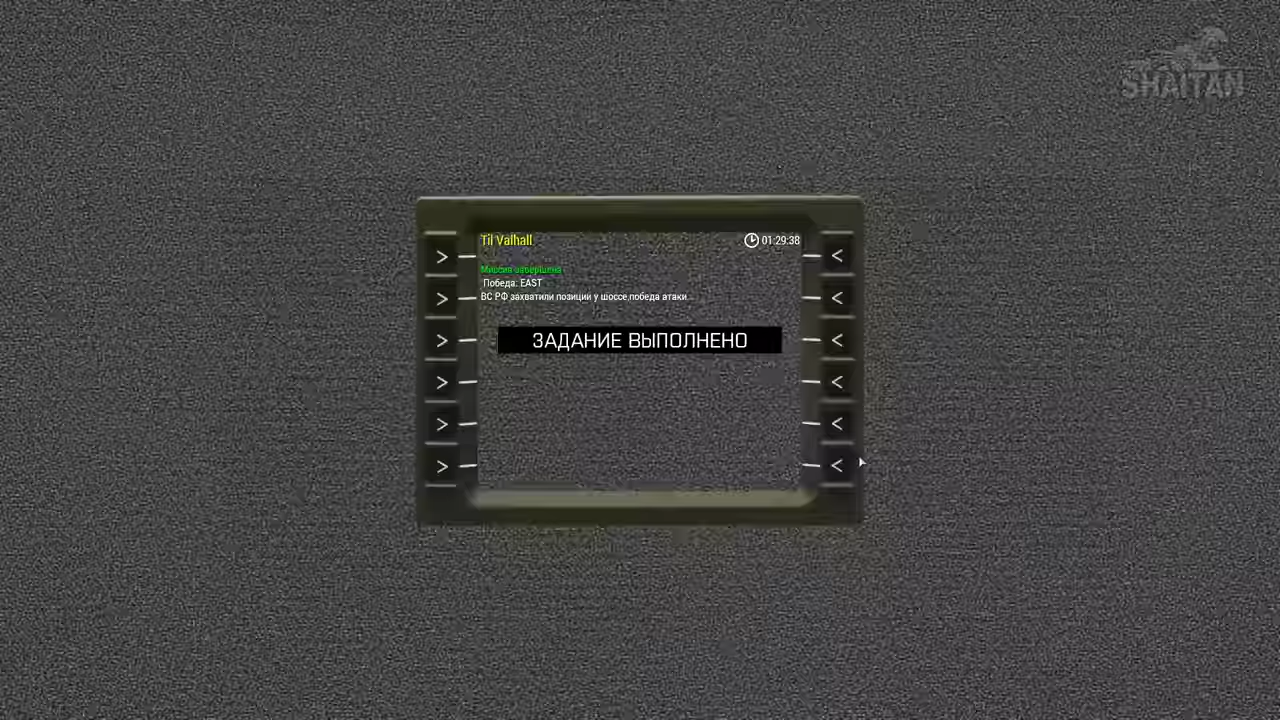 SHAITAN
Til Valhall
01:29:38
Миссия завершена
Победа: EAST
ВС РФ захватили позиции у шоссе,победа атаки.
ЗАДАНИЕ ВЫПОЛНЕНО